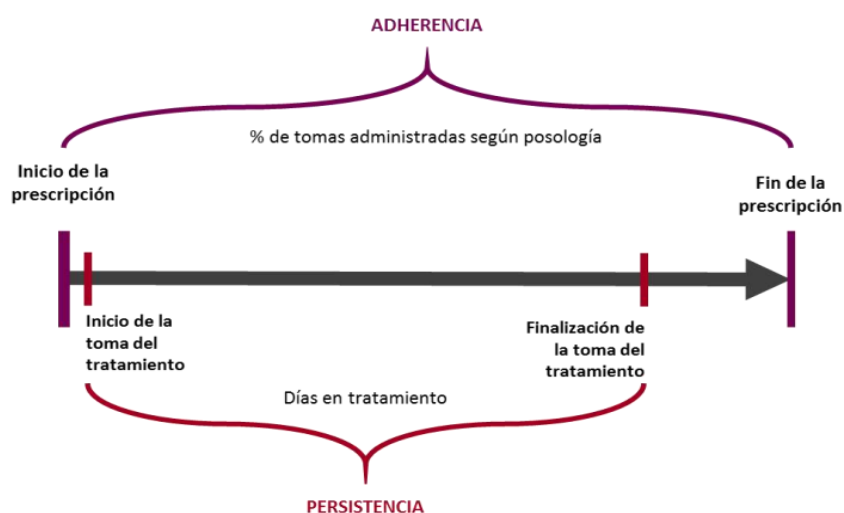 ADHERENCIA
% de tomas administradas según posología
Inicio de la
prescripción
Fin de la
prescripción
Inicio de la
toma del
tratamiento
Finalización de
la toma del
tratamiento
Días en tratamiento
PERSISTENCIA